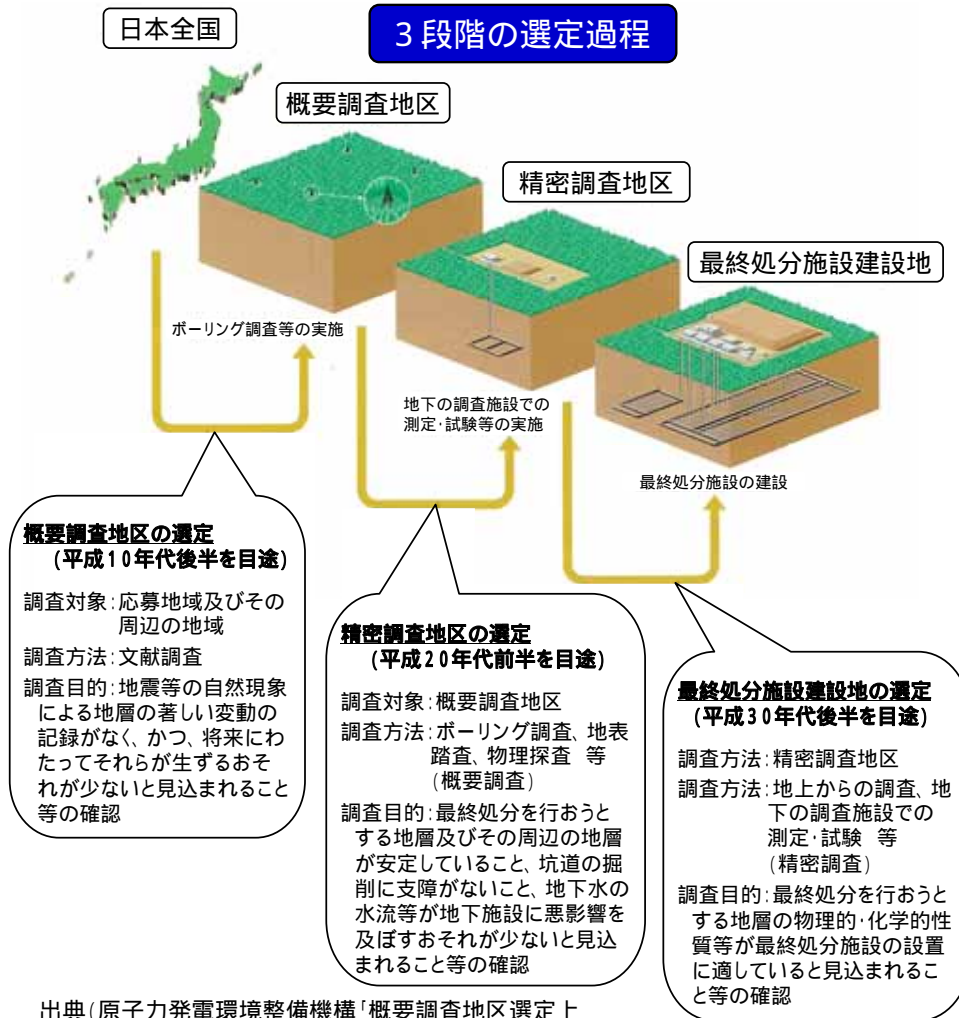 日本全国
3段階の選定過程
概要調査地区
精密調査地区
最終処分施設建設地
ボーリング調査等の実施
地下の調査施設での
測定・試験等の実施
最終処分施設の建設
概要調査地区の選定
(平成10年代後半を目途)
調査対象:応募地域及びその
周辺の地域
調査方法:文献調査
調査目的:地震等の自然現象
による地層の著しい変動の
記録がなく、かつ、将来にわ
たってそれらが生ずるおそ
れが少ないと見込まれること
等の確認
精密調査地区の選定
(平成20年代前半を目途)
調査対象:概要調査地区
調査方法:ボーリング調査、地表
踏査、物理探査 等
(概要調査)
調査目的:最終処分を行おうと
する地層及びその周辺の地層
が安定していること、坑道の掘
削に支障がないこと、地下水の
水流等が地下施設に悪影響を
及ぼすおそれが少ないと見込
まれること等の確認
最終処分施設建設地の選定
(平成30年代後半を目途)
調査方法:精密調査地区
調査方法:地上からの調査、地
下の調査施設での
測定・試験 等
(精密調査)
調査目的:最終処分を行おうと
する地層の物理的・化学的性
質等が最終処分施設の設置
に適していると見込まれるこ
と等の確認
出典(原子力発電環境整備機構「概要調査地区選定上